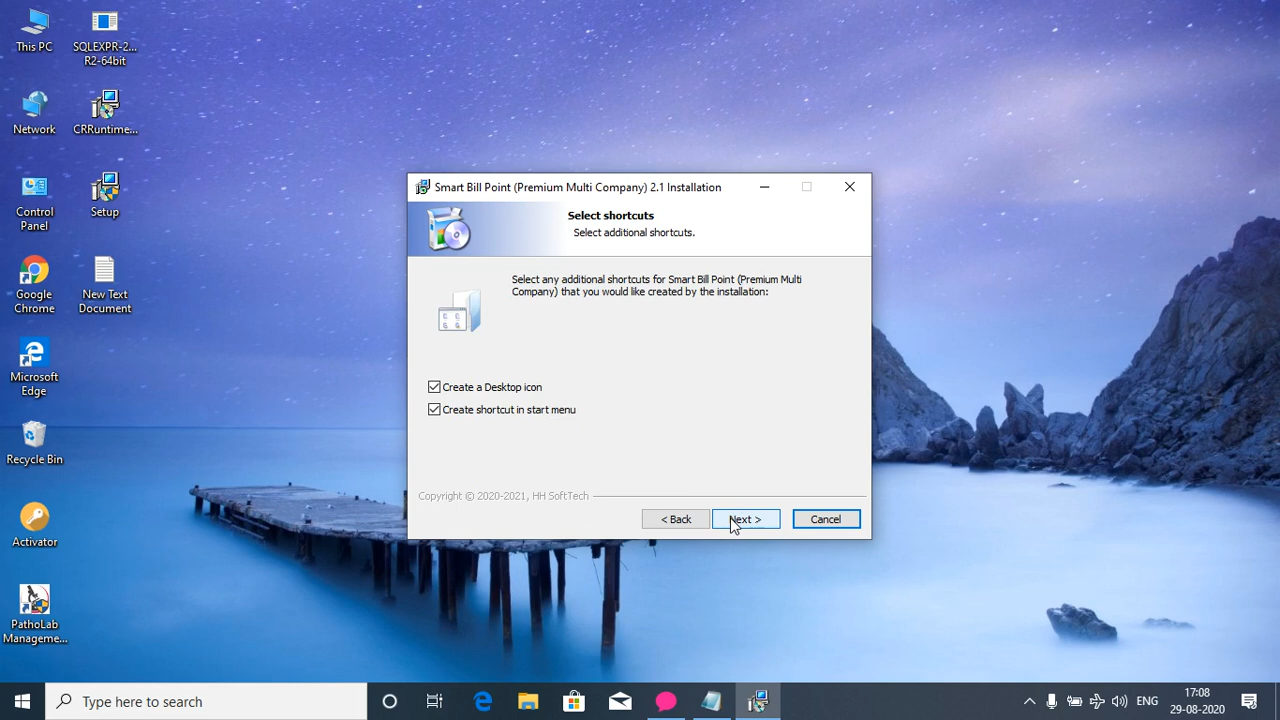 This PC
SQLEXPR-2...
R2-64bit
Network
CRRuntime...
Control
Panel
Setup
Google
Chrome
New Text
Document
Microsoft
Edge
Recycle Bin
Activator
PathoLab
Manageme...
Smart Bill Point (Premium Multi Company) 2.1 Installation
Select shortcuts
Select additional shortcuts.
Select any additional shortcuts for Smart Bill Point (Premium Multi
Company) that you would like created by the installation:
Create a Desktop icon
Create shortcut in start menu
Copyright © 2020-2021, HH SoftTech
< Back
Next >
Cancel
Type here to search
ENG
17:08
29-08-2020